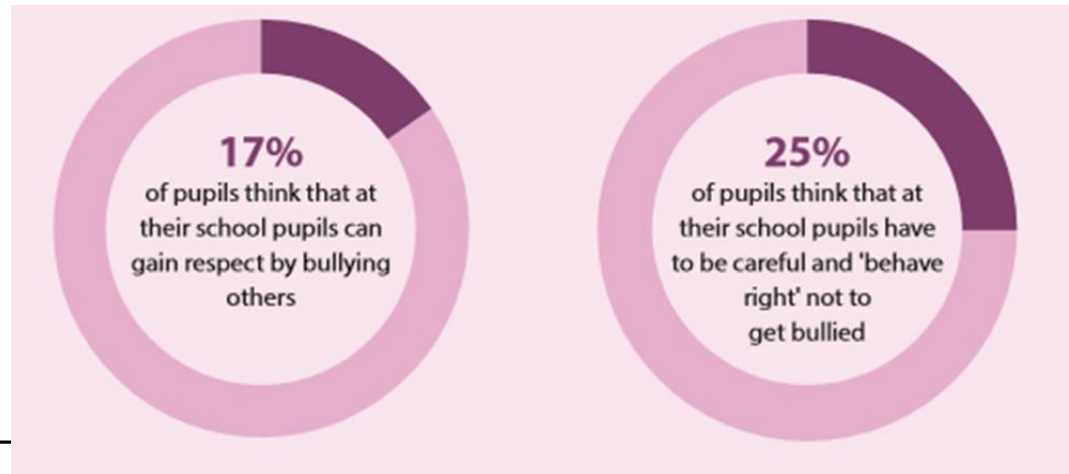 17%
of pupils think that at
their school pupils can
gain respect by bullying
others
25%
of pupils think that at
their school pupils have
to be careful and 'behave
right' not to
get bullied